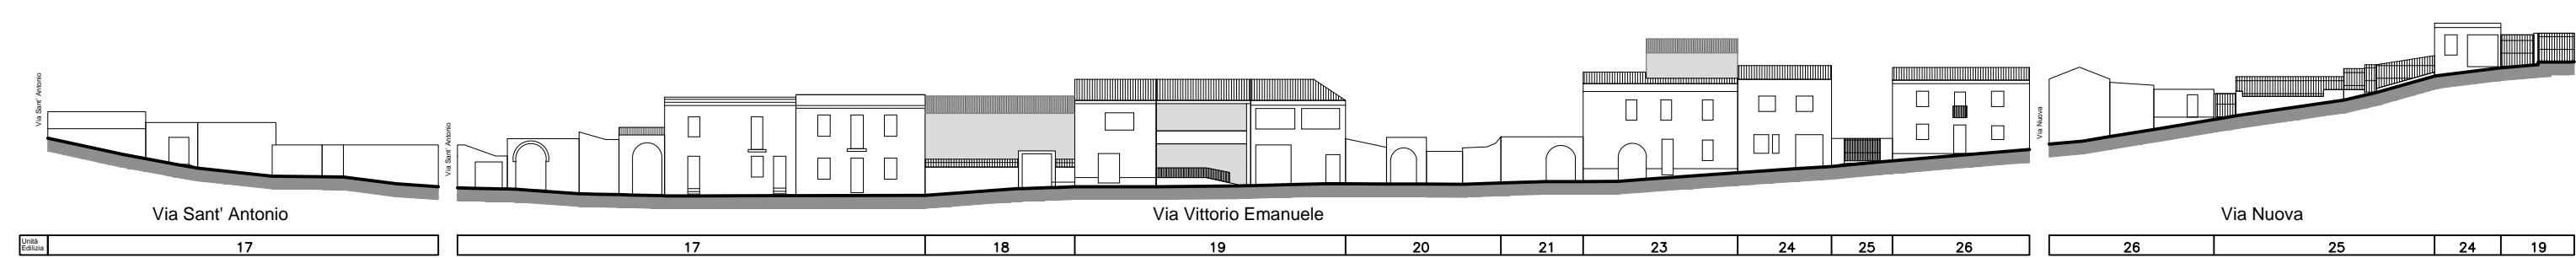 Via Sant' Antonio
Via Sant' Antonio
Via Nuova
Via Sant' Antonio
Via Vittorio Emanuele
Via Nuova
Unità
Edilizia
17
17
18
19
20
21
23
24
25
26
26
25
24
19